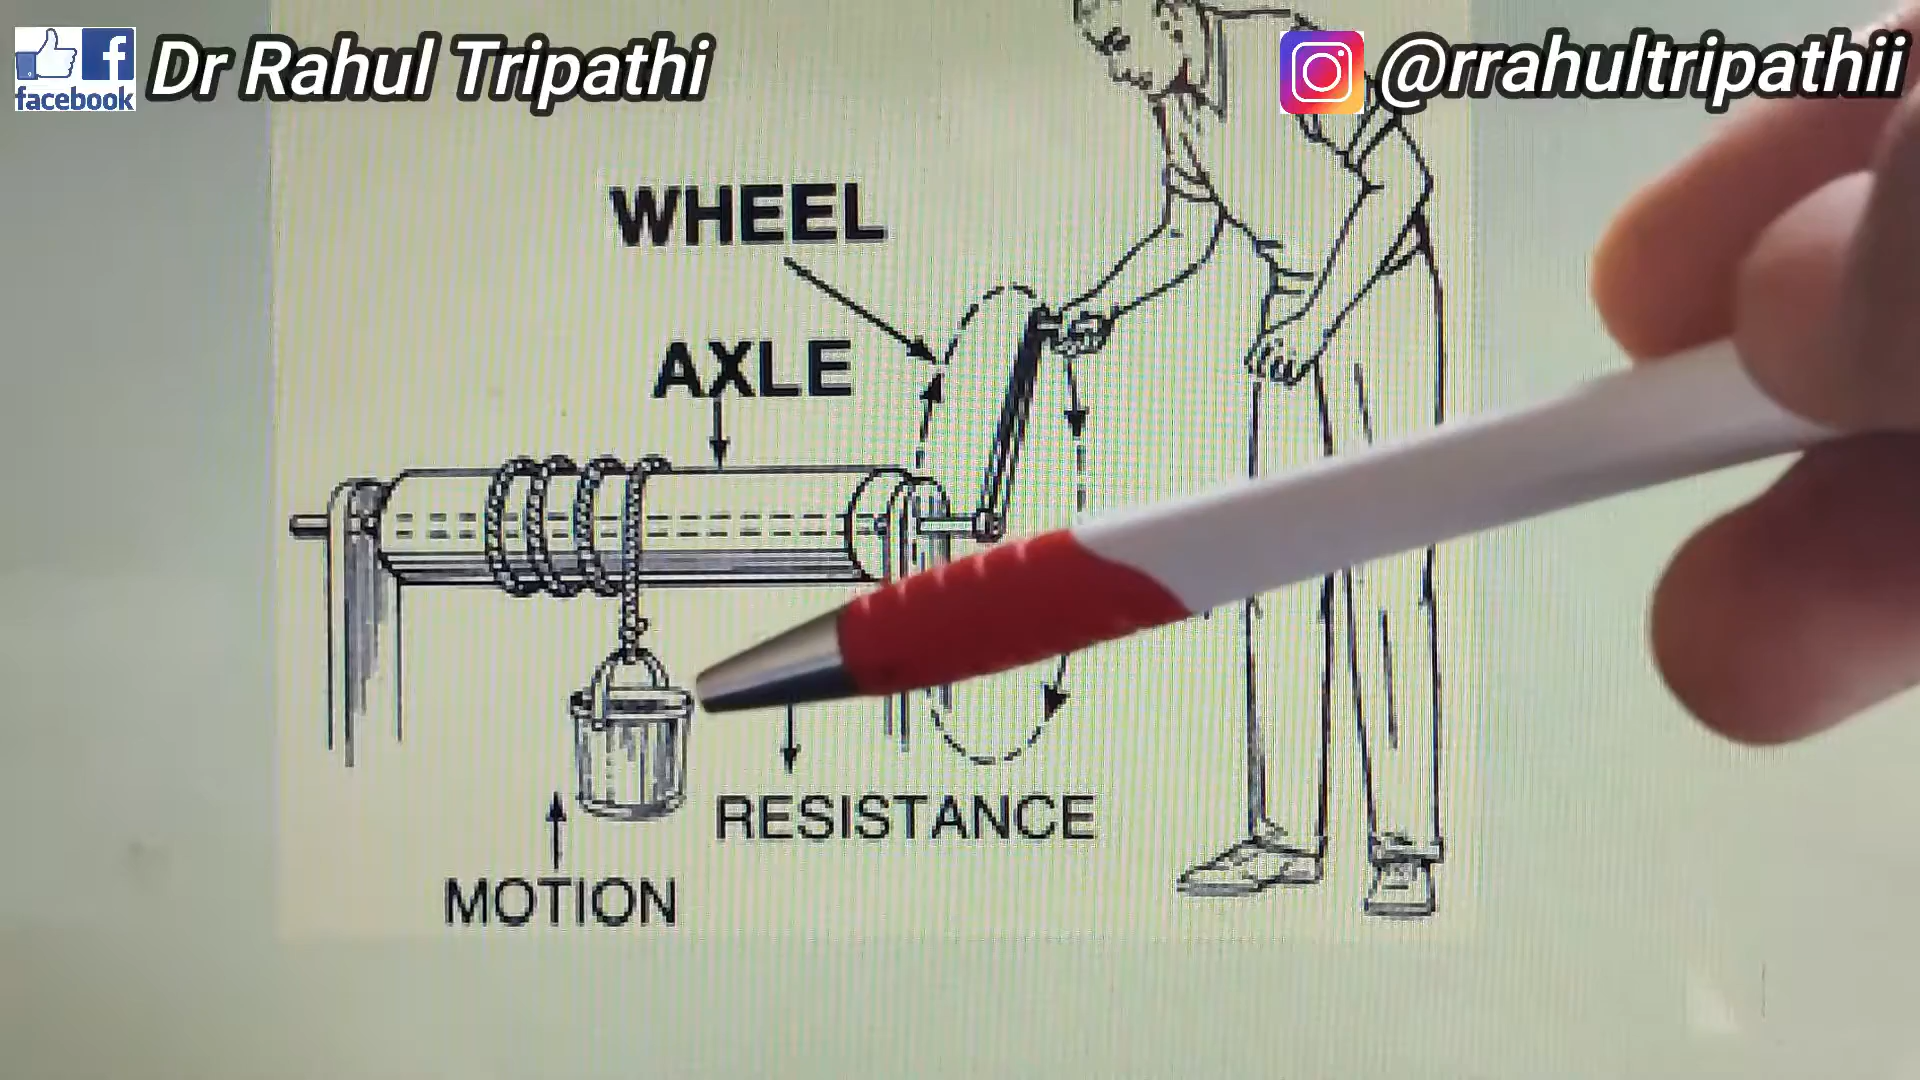 facebook
Dr Rahul Tripathi
@rrahultripathii
WHEEL
AXLE
RESISTANCE
MOTION